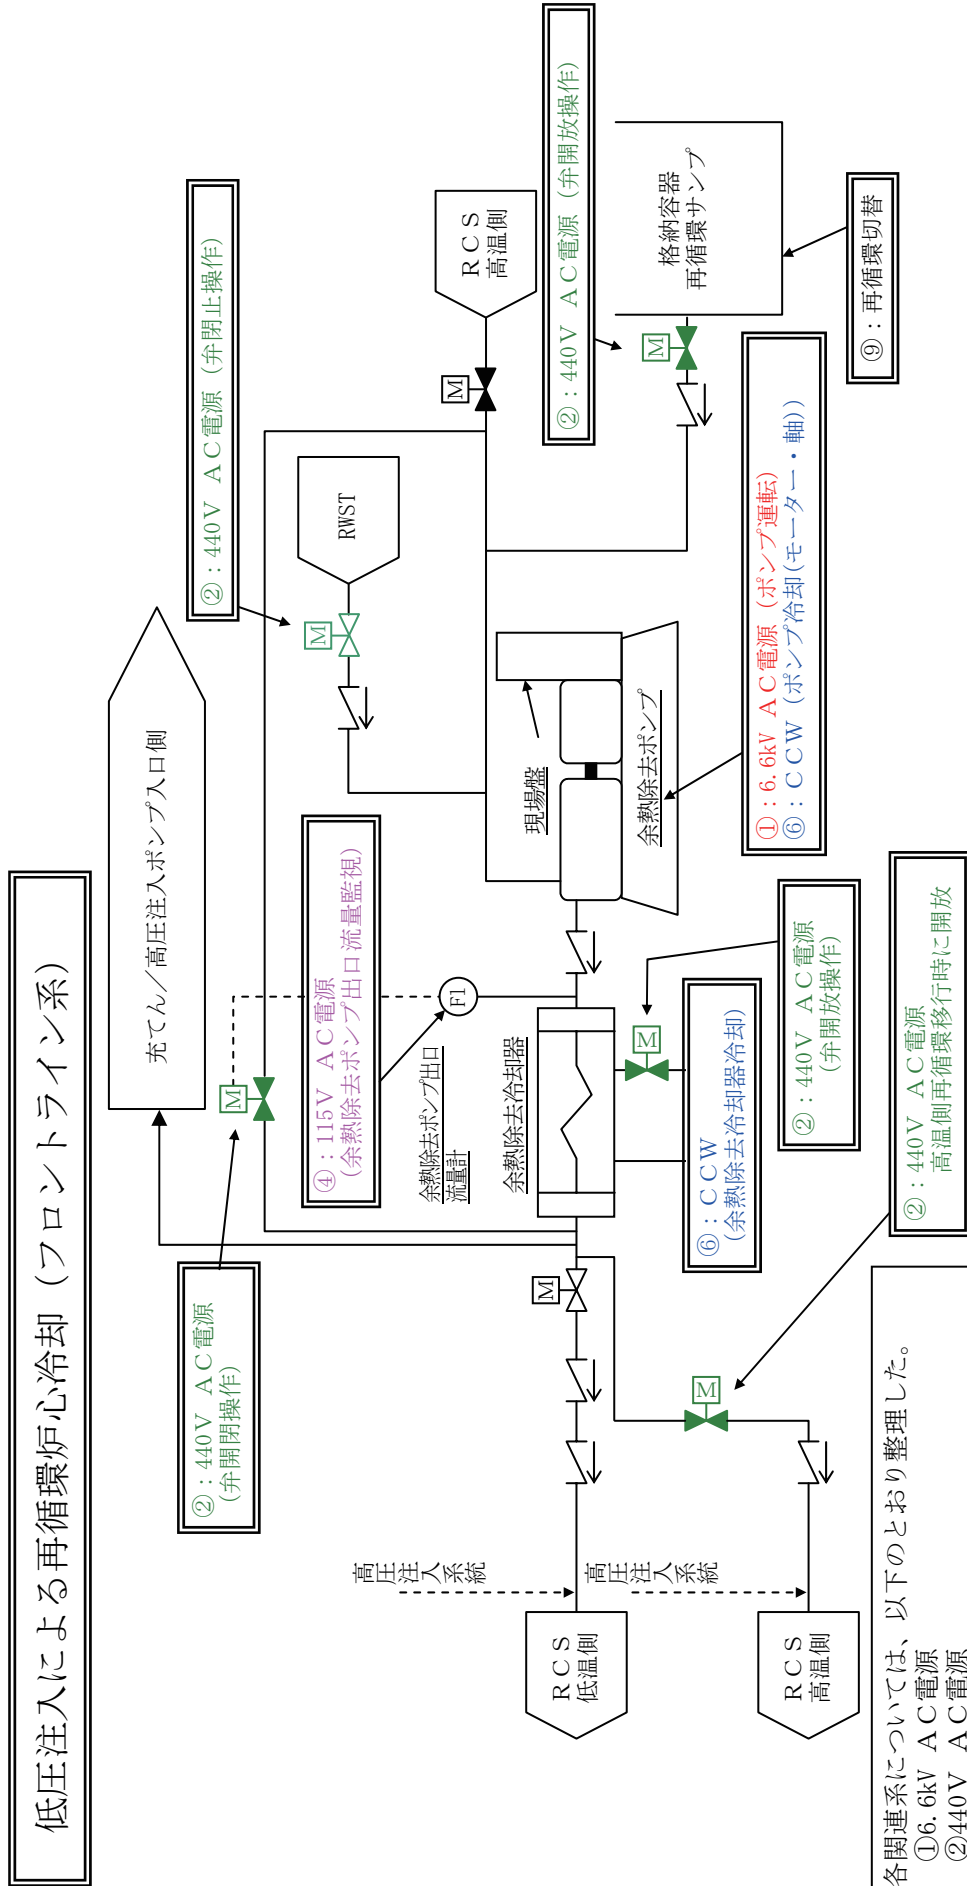 低圧注入による再循環炉心冷却（フロントライン系）
②：440V ＡＣ電源
（弁開閉操作）
充てん／高圧注入ポンプ入口側
②：440V ＡＣ電源（弁閉止操作）
M
M
RWST
M
ＲＣＳ
高温側
②：440V ＡＣ電源（弁開放操作）
④：115V ＡＣ電源
（余熱除去ポンプ出口流量監視）
余熱除去ポンプ出口
流量計
F1
現場盤
余熱除去ポンプ
M
格納容器
再循環サンプ
⑨：再循環切替
①：6.6kV ＡＣ電源（ポンプ運転）
⑥：ＣＣＷ（ポンプ冷却(モーター・軸)）
余熱除去冷却器
M
②：440V ＡＣ電源
（弁開放操作）
⑥：ＣＣＷ
（余熱除去冷却器冷却）
M
高圧注入系統
ＲＣＳ
低温側
高圧注入系統
ＲＣＳ
高温側
M
②：440V ＡＣ電源
高温側再循環移行時に開放
各関連系については、以下のとおり整理した。
①6.6kV ＡＣ電源
②440V ＡＣ電源